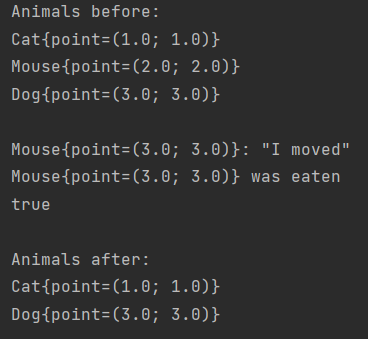 Animals before:
Cat{point=(1.0; 1.0)}
Mouse{point=(2.0; 2.0)}
Dog{point=(3.0; 3.0)}

Mouse{point=(3.0; 3.0)}: "I moved"
Mouse{point=(3.0; 3.0)} was eaten
true

Animals after:
Cat{point=(1.0; 1.0)}
Dog{point=(3.0; 3.0)}